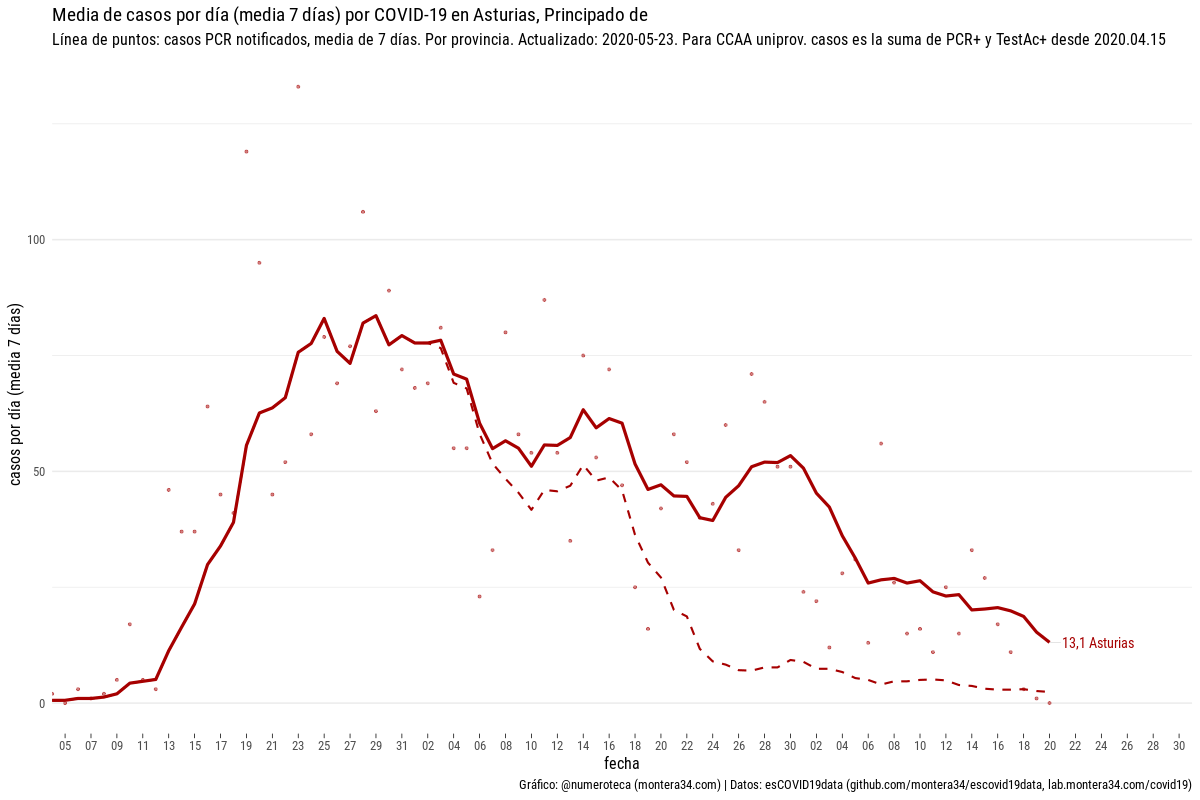 Media de casos por día (media 7 días) por COVID-19 en Asturias, Principado de
Línea de puntos: casos PCR notificados, media de 7 días. Por provincia. Actualizado: 2020-05-23. Para CCAA uniprov. casos es la suma de PCR+ y TestAc+ desde 2020.04.15
casos por día (media 7 días)
100
50
0
13,1 Asturias
05 07 09 11 13 15 17 19 21 23 25 27 29 31 02 04 06 08 10 12 14 16 18 20 22 24 26 28 30 02 04 06 08 10 12 14 16 18 20 22 24 26 28 30
fecha
Gráfico: @numeroteca (montera34.com) | Datos: esCOVID19data (github.com/montera34/escovid19data, lab.montera34.com/covid19)